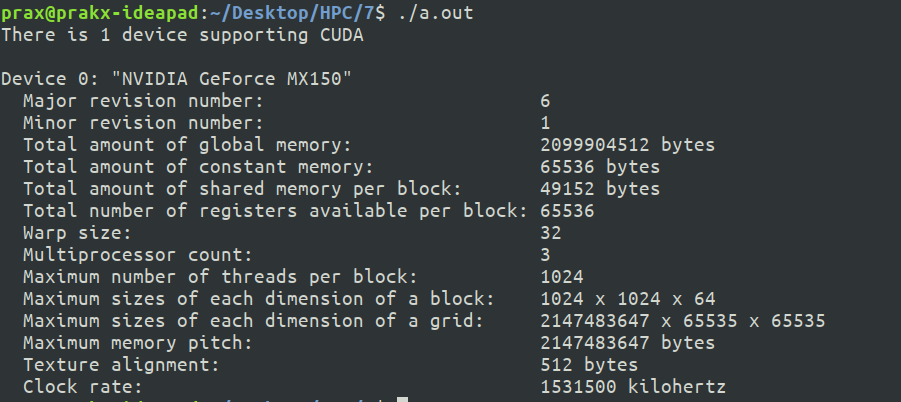 prax@prakx-ideapad:~/Desktop/HPC/7$ ./a.out
There is 1 device supporting CUDA

Device 0: "NVIDIA GeForce MX150"
  Major revision number:                         6
  Minor revision number:                         1
  Total amount of global memory:                 2099904512 bytes
  Total amount of constant memory:               65536 bytes
  Total amount of shared memory per block:       49152 bytes
  Total number of registers available per block: 65536
  Warp size:                                     32
  Multiprocessor count:                          3
  Maximum number of threads per block:           1024
  Maximum sizes of each dimension of a block:    1024 x 1024 x 64
  Maximum sizes of each dimension of a grid:     2147483647 x 65535 x 65535
  Maximum memory pitch:                          2147483647 bytes
  Texture alignment:                             512 bytes
  Clock rate:                                    1531500 kilohertz